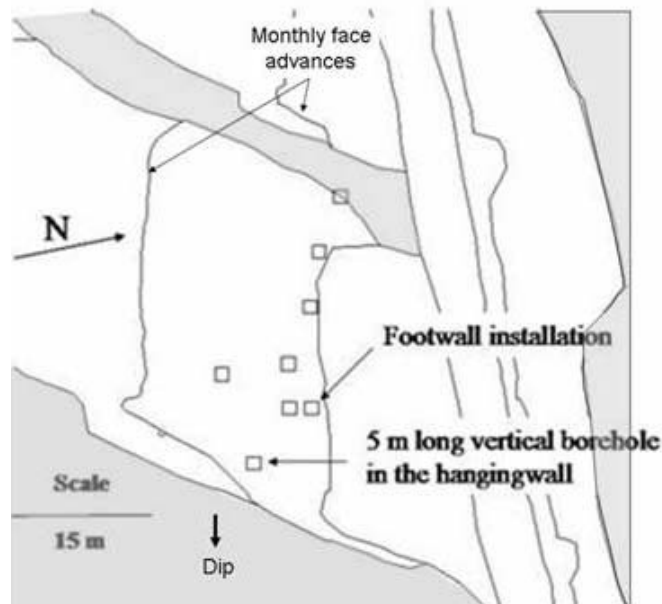 Monthly face
advances
N
Footwall installation
5 m long vertical borehole
in the hangingwall
Scale
15 m
Dip